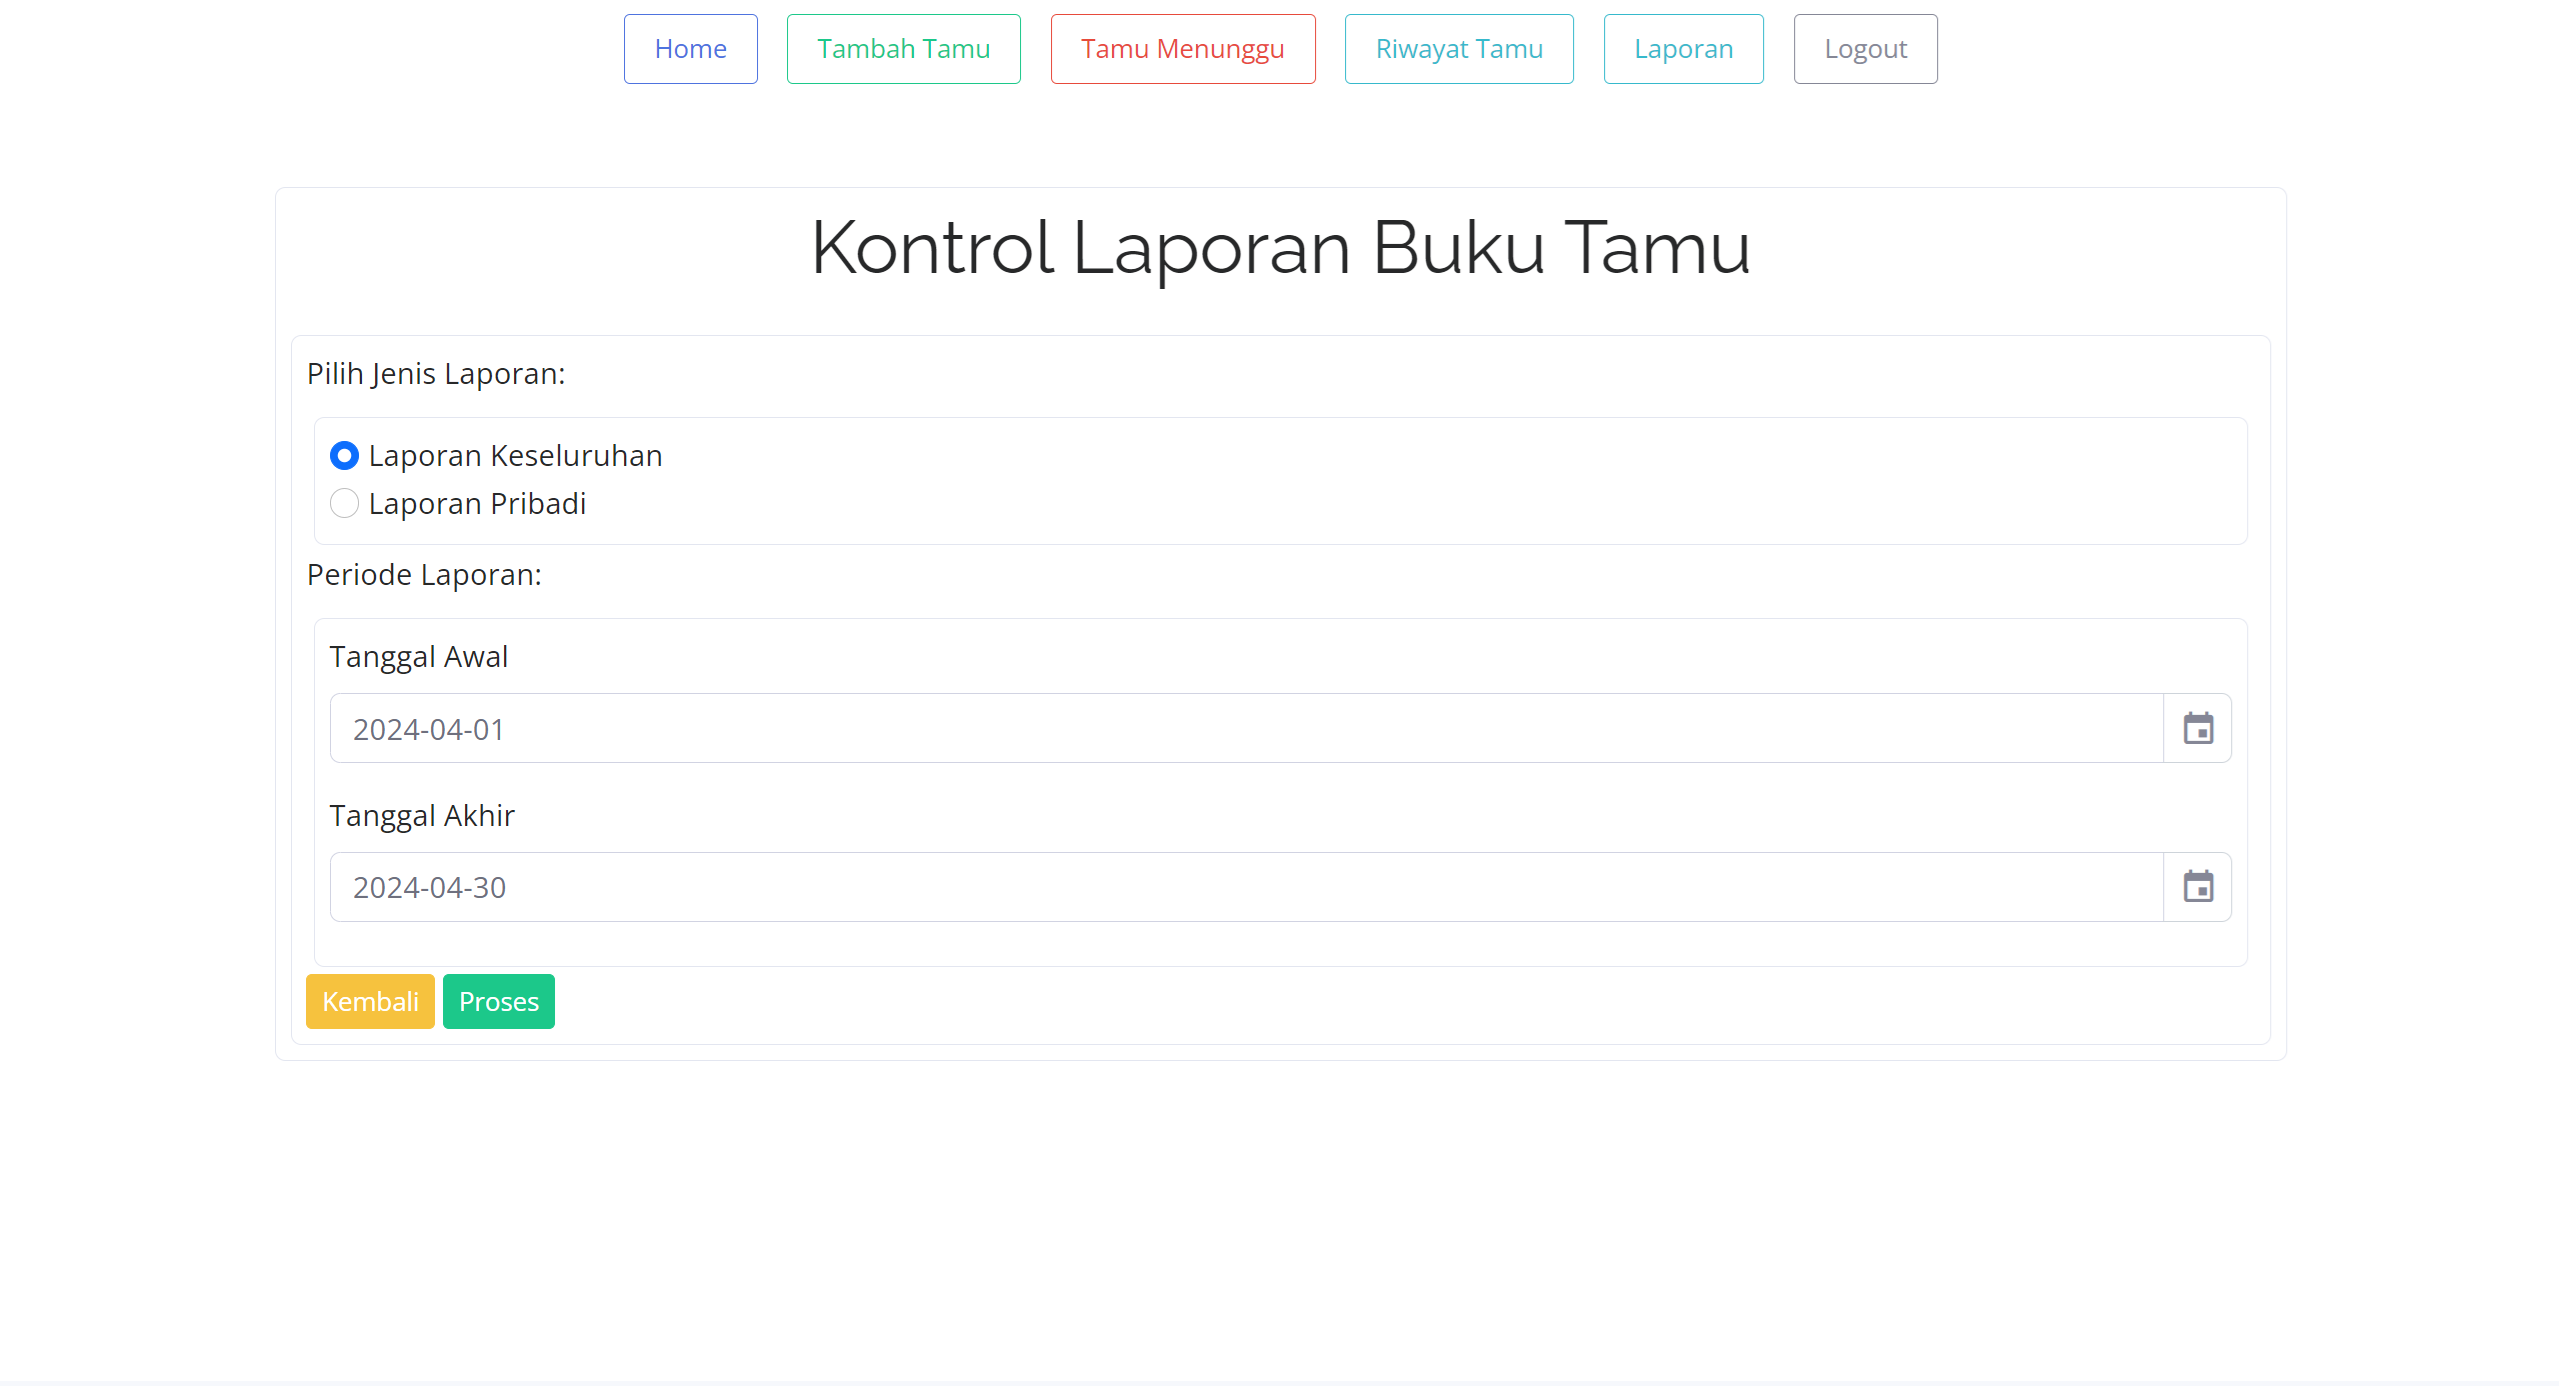 Home Tambah Tamu Tamu Menunggu Riwayat Tamu Laporan Logout
Kontrol Laporan Buku Tamu
Pilih Jenis Laporan:
Laporan Keseluruhan
Laporan Pribadi
Periode Laporan:
Tanggal Awal
2024-04-01
Tanggal Akhir
2024-04-30
Kembali Proses